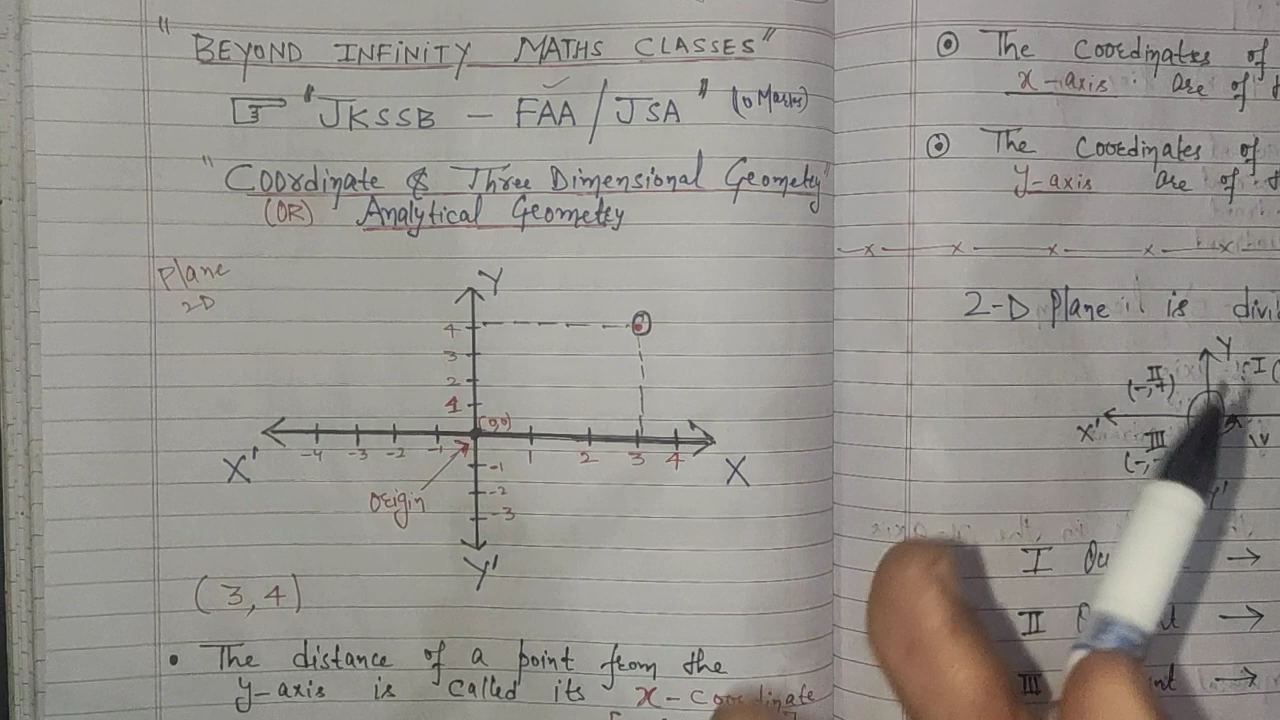 " BEYOND INFINITY MATHS CLASSES "
" JKSSB - FAA / JSA " (10 Marks)
" Coordinate & Three Dimensional Geometry "
(OR) Analytical Geometry
Plane
2D
Y
4
3
2
1
(0,0)
-4 -3 -2 -1 1 2 3 4
X' X
-1
-2
-3
Origin
Y'
(3,4)
• The distance of a point from the
y-axis is called its x-coordinate
The coordinates of
x-axis are of
The coordinates of
y-axis are of
2-D Plane is
Y
II I
(-,+)
X'
III IV
(-,-
Y'
I →
II →
III →